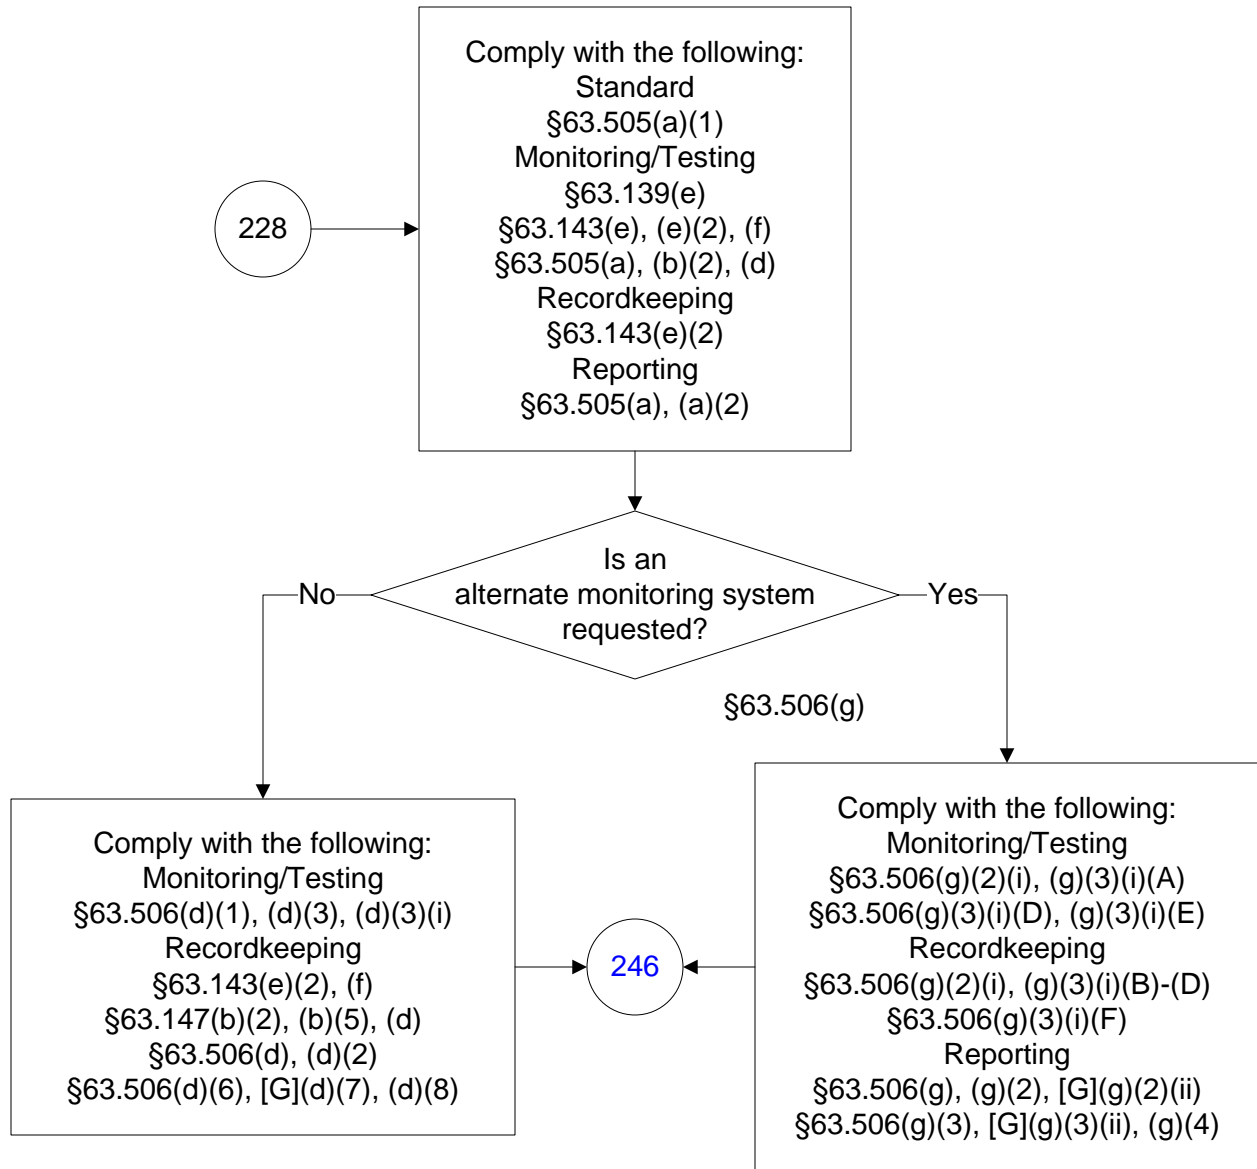 Comply with the following:
Standard
§63.505(a)(1)
Monitoring/Testing
§63.139(e)
§63.143(e), (e)(2), (f)
§63.505(a), (b)(2), (d)
Recordkeeping
§63.143(e)(2)
Reporting
§63.505(a), (a)(2)
228
Is an
alternate monitoring system
requested?
No
Yes
§63.506(g)
Comply with the following:
Monitoring/Testing
§63.506(d)(1), (d)(3), (d)(3)(i)
Recordkeeping
§63.143(e)(2), (f)
§63.147(b)(2), (b)(5), (d)
§63.506(d), (d)(2)
§63.506(d)(6), [G](d)(7), (d)(8)
246
Comply with the following:
Monitoring/Testing
§63.506(g)(2)(i), (g)(3)(i)(A)
§63.506(g)(3)(i)(D), (g)(3)(i)(E)
Recordkeeping
§63.506(g)(2)(i), (g)(3)(i)(B)-(D)
§63.506(g)(3)(i)(F)
Reporting
§63.506(g), (g)(2), [G](g)(2)(ii)
§63.506(g)(3), [G](g)(3)(ii), (g)(4)